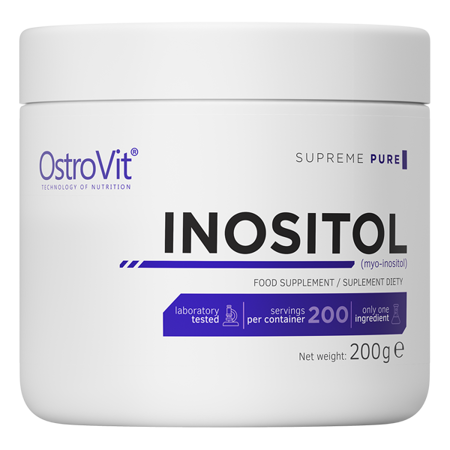 OstroVit®
TECHNOLOGY OF NUTRITION
SUPREME PURE
INOSITOL
(myo-inositol)
FOOD SUPPLEMENT / SUPLEMENT DIETY
laboratory tested
servings per container 200
only one ingredient
Net weight: 200g ℮